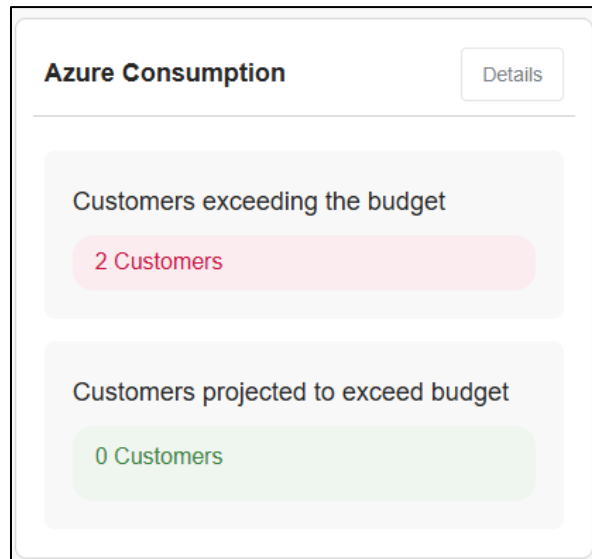 Azure Consumption
Details
Customers exceeding the budget
2 Customers
Customers projected to exceed budget
0 Customers